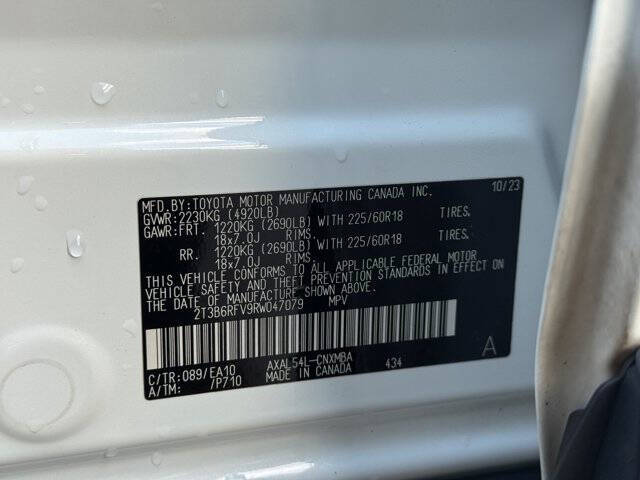 MFD.BY:TOYOTA MOTOR MANUFACTURING CANADA INC. 10/23
GVWR:2230KG (4920LB)
GAWR:FRT. 1220KG (2690LB) WITH 225/60R18 TIRES.
18x7.0J RIMS.
RR. 1220KG (2690LB) WITH 225/60R18 TIRES.
18x7.0J RIMS.
THIS VEHICLE CONFORMS TO ALL APPLICABLE FEDERAL MOTOR
VEHICLE SAFETY AND THEFT PREVENTION STANDARDS IN EFFECT ON
THE DATE OF MANUFACTURE SHOWN ABOVE.
2T3B6RFV9RW047079 MPV
C/TR:089/EA10 AXAL54L-CNXMBA 434 A
A/TM: /P710 MADE IN CANADA